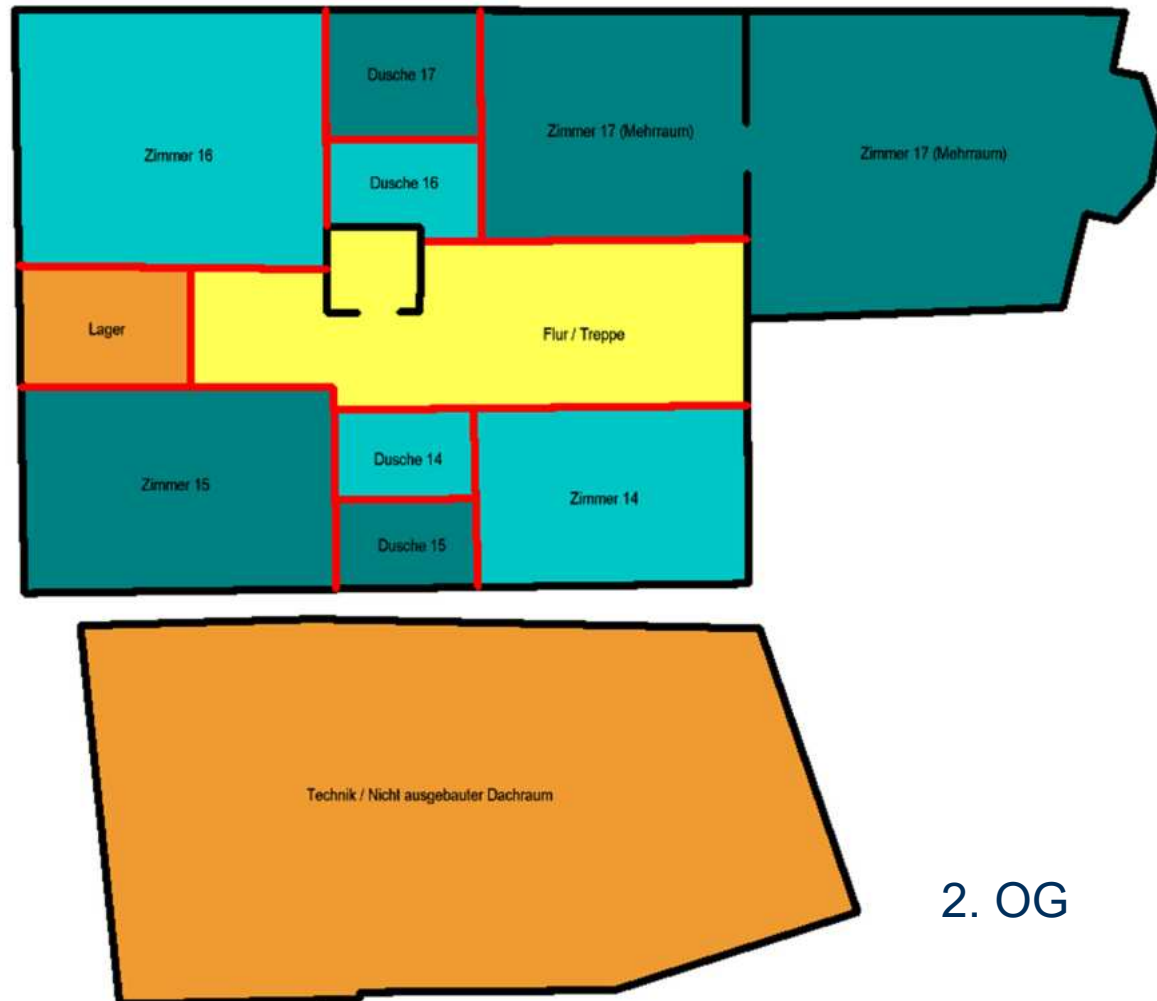 Dusche 17
Zimmer 17 (Mehrraum)
Zimmer 17 (Mehrraum)
Zimmer 16
Dusche 16
Lager
Flur / Treppe
Dusche 14
Zimmer 15
Zimmer 14
Dusche 15
Technik / Nicht ausgebauter Dachraum
2. OG